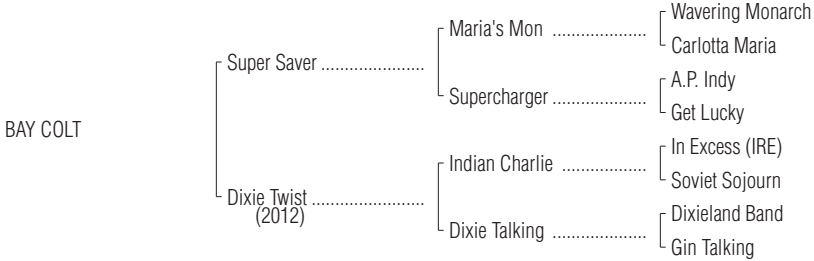 Wavering Monarch
Maria's Mon ....................
Carlotta Maria
Super Saver ......................
A.P. Indy
Supercharger ....................
Get Lucky
BAY COLT
In Excess (IRE)
Indian Charlie ..................
Soviet Sojourn
Dixie Twist ........................
(2012)
Dixieland Band
Dixie Talking ....................
Gin Talking